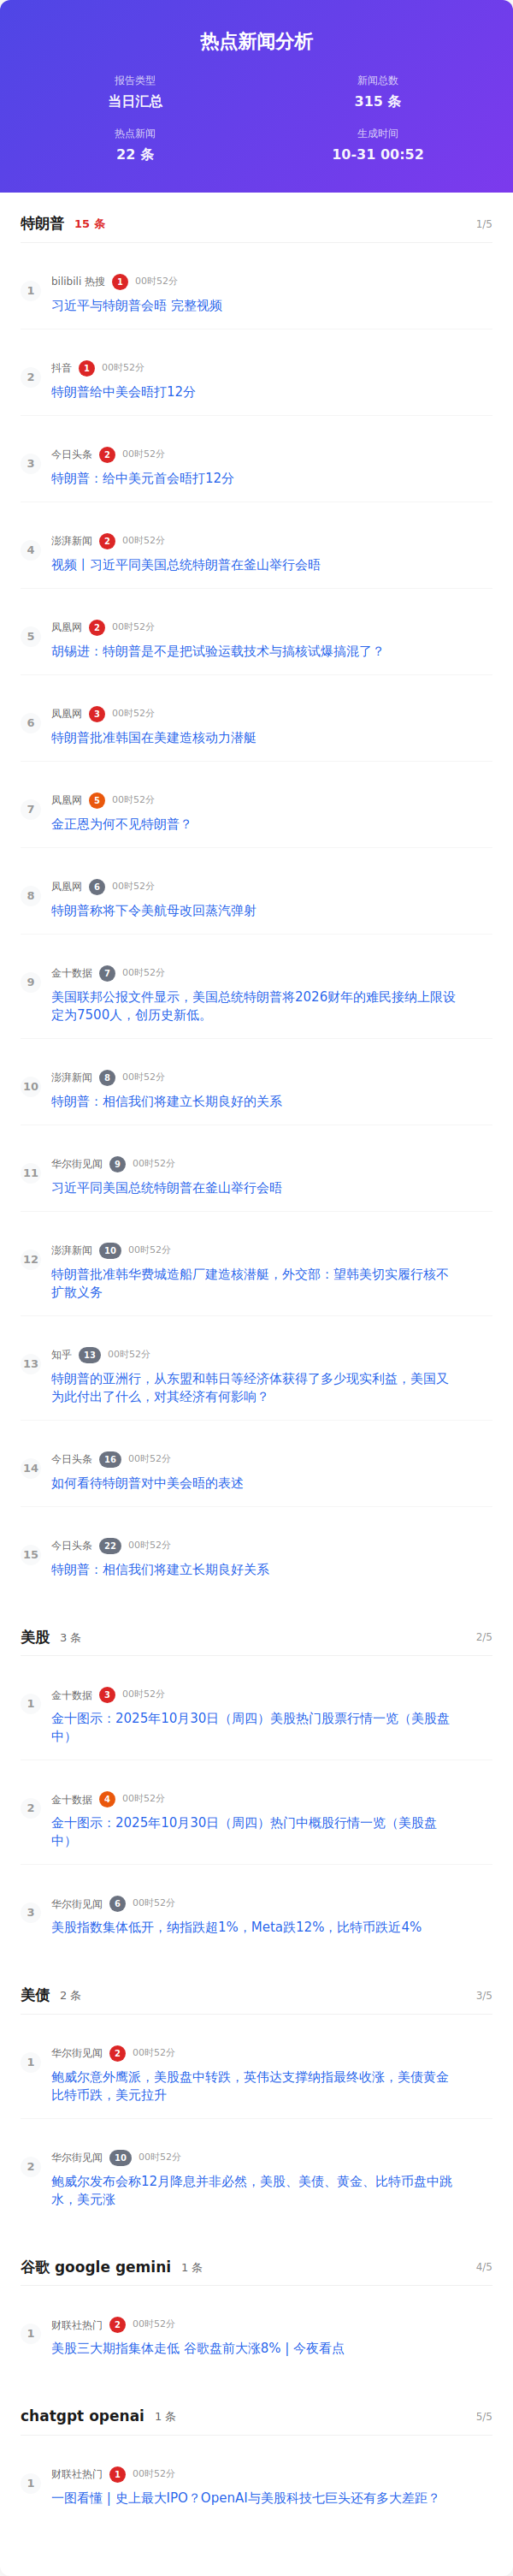 热点新闻分析
报告类型 新闻总数
当日汇总 315 条
热点新闻 生成时间
22 条 10-31 00:52
特朗普 15 条 1/5
1 bilibili 热搜 1 00时52分
习近平与特朗普会晤 完整视频
2 抖音 1 00时52分
特朗普给中美会晤打12分
3 今日头条 2 00时52分
特朗普：给中美元首会晤打12分
4 澎湃新闻 2 00时52分
视频丨习近平同美国总统特朗普在釜山举行会晤
5 凤凰网 2 00时52分
胡锡进：特朗普是不是把试验运载技术与搞核试爆搞混了？
6 凤凰网 3 00时52分
特朗普批准韩国在美建造核动力潜艇
7 凤凰网 5 00时52分
金正恩为何不见特朗普？
8 凤凰网 6 00时52分
特朗普称将下令美航母改回蒸汽弹射
9 金十数据 7 00时52分
美国联邦公报文件显示，美国总统特朗普将2026财年的难民接纳上限设
定为7500人，创历史新低。
10 澎湃新闻 8 00时52分
特朗普：相信我们将建立长期良好的关系
11 华尔街见闻 9 00时52分
习近平同美国总统特朗普在釜山举行会晤
12 澎湃新闻 10 00时52分
特朗普批准韩华费城造船厂建造核潜艇，外交部：望韩美切实履行核不
扩散义务
13 知乎 13 00时52分
特朗普的亚洲行，从东盟和韩日等经济体获得了多少现实利益，美国又
为此付出了什么，对其经济有何影响？
14 今日头条 16 00时52分
如何看待特朗普对中美会晤的表述
15 今日头条 22 00时52分
特朗普：相信我们将建立长期良好关系
美股 3 条 2/5
1 金十数据 3 00时52分
金十图示：2025年10月30日（周四）美股热门股票行情一览（美股盘
中）
2 金十数据 4 00时52分
金十图示：2025年10月30日（周四）热门中概股行情一览（美股盘
中）
3 华尔街见闻 6 00时52分
美股指数集体低开，纳指跌超1%，Meta跌12%，比特币跌近4%
美债 2 条 3/5
1 华尔街见闻 2 00时52分
鲍威尔意外鹰派，美股盘中转跌，英伟达支撑纳指最终收涨，美债黄金
比特币跌，美元拉升
2 华尔街见闻 10 00时52分
鲍威尔发布会称12月降息并非必然，美股、美债、黄金、比特币盘中跳
水，美元涨
谷歌 google gemini 1 条 4/5
1 财联社热门 2 00时52分
美股三大期指集体走低 谷歌盘前大涨8% | 今夜看点
chatgpt openai 1 条 5/5
1 财联社热门 1 00时52分
一图看懂 | 史上最大IPO？OpenAI与美股科技七巨头还有多大差距？